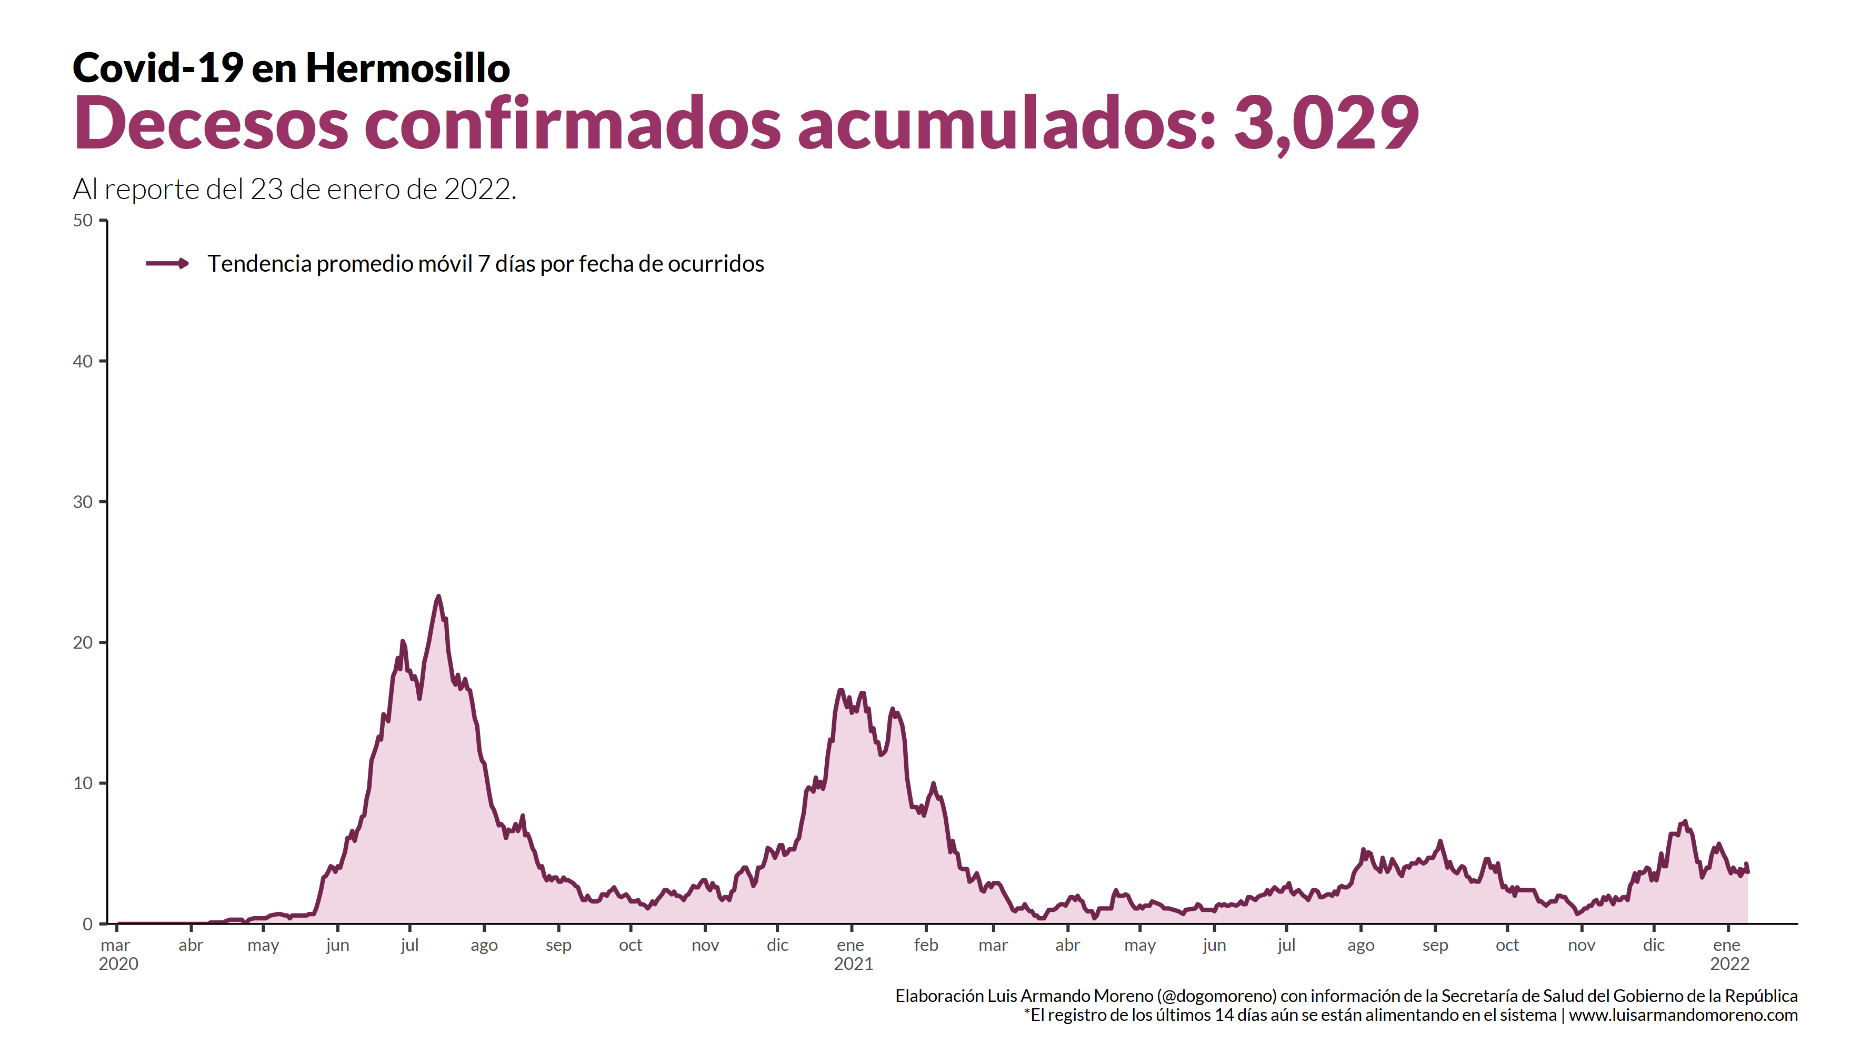 Covid-19 en Hermosillo
Decesos confirmados acumulados: 3,029
Al reporte del 23 de enero de 2022.
50
Tendencia promedio móvil 7 días por fecha de ocurridos
40
30
20
10
0
mar abr may jun jul ago sep oct nov dic ene feb mar abr may jun jul ago sep oct nov dic ene
2020 2021 2022
Elaboración Luis Armando Moreno (@dogomoreno) con información de la Secretaría de Salud del Gobierno de la República
*El registro de los últimos 14 días aún se están alimentando en el sistema | www.luisarmandomoreno.com